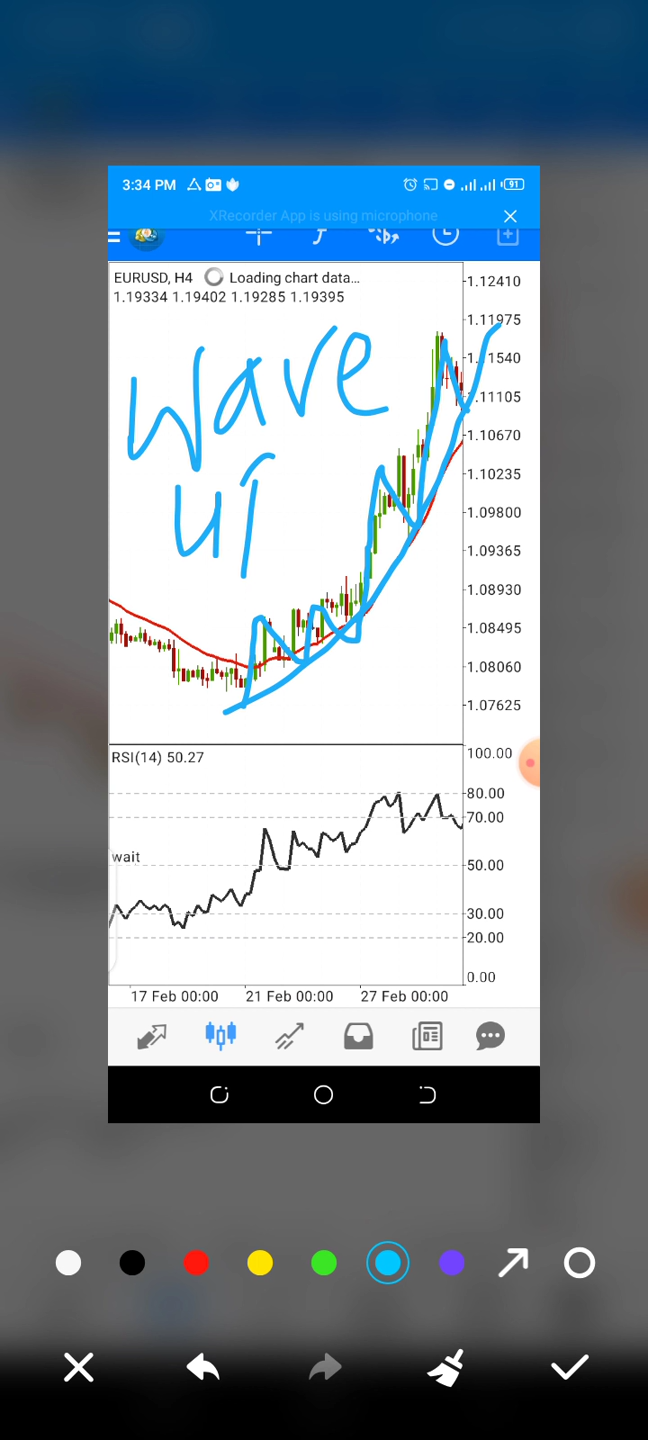 3:34 PM 91
XRecorder App is using microphone
EURUSD, H4 Loading chart data...
1.19334 1.19402 1.19285 1.19395
1.12410
1.11975
1.11540
1.11105
1.10670
1.10235
1.09800
1.09365
1.08930
1.08495
1.08060
1.07625
wave
RSI(14) 50.27
100.00
80.00
70.00
wait
50.00
30.00
20.00
0.00
17 Feb 00:00 21 Feb 00:00 27 Feb 00:00